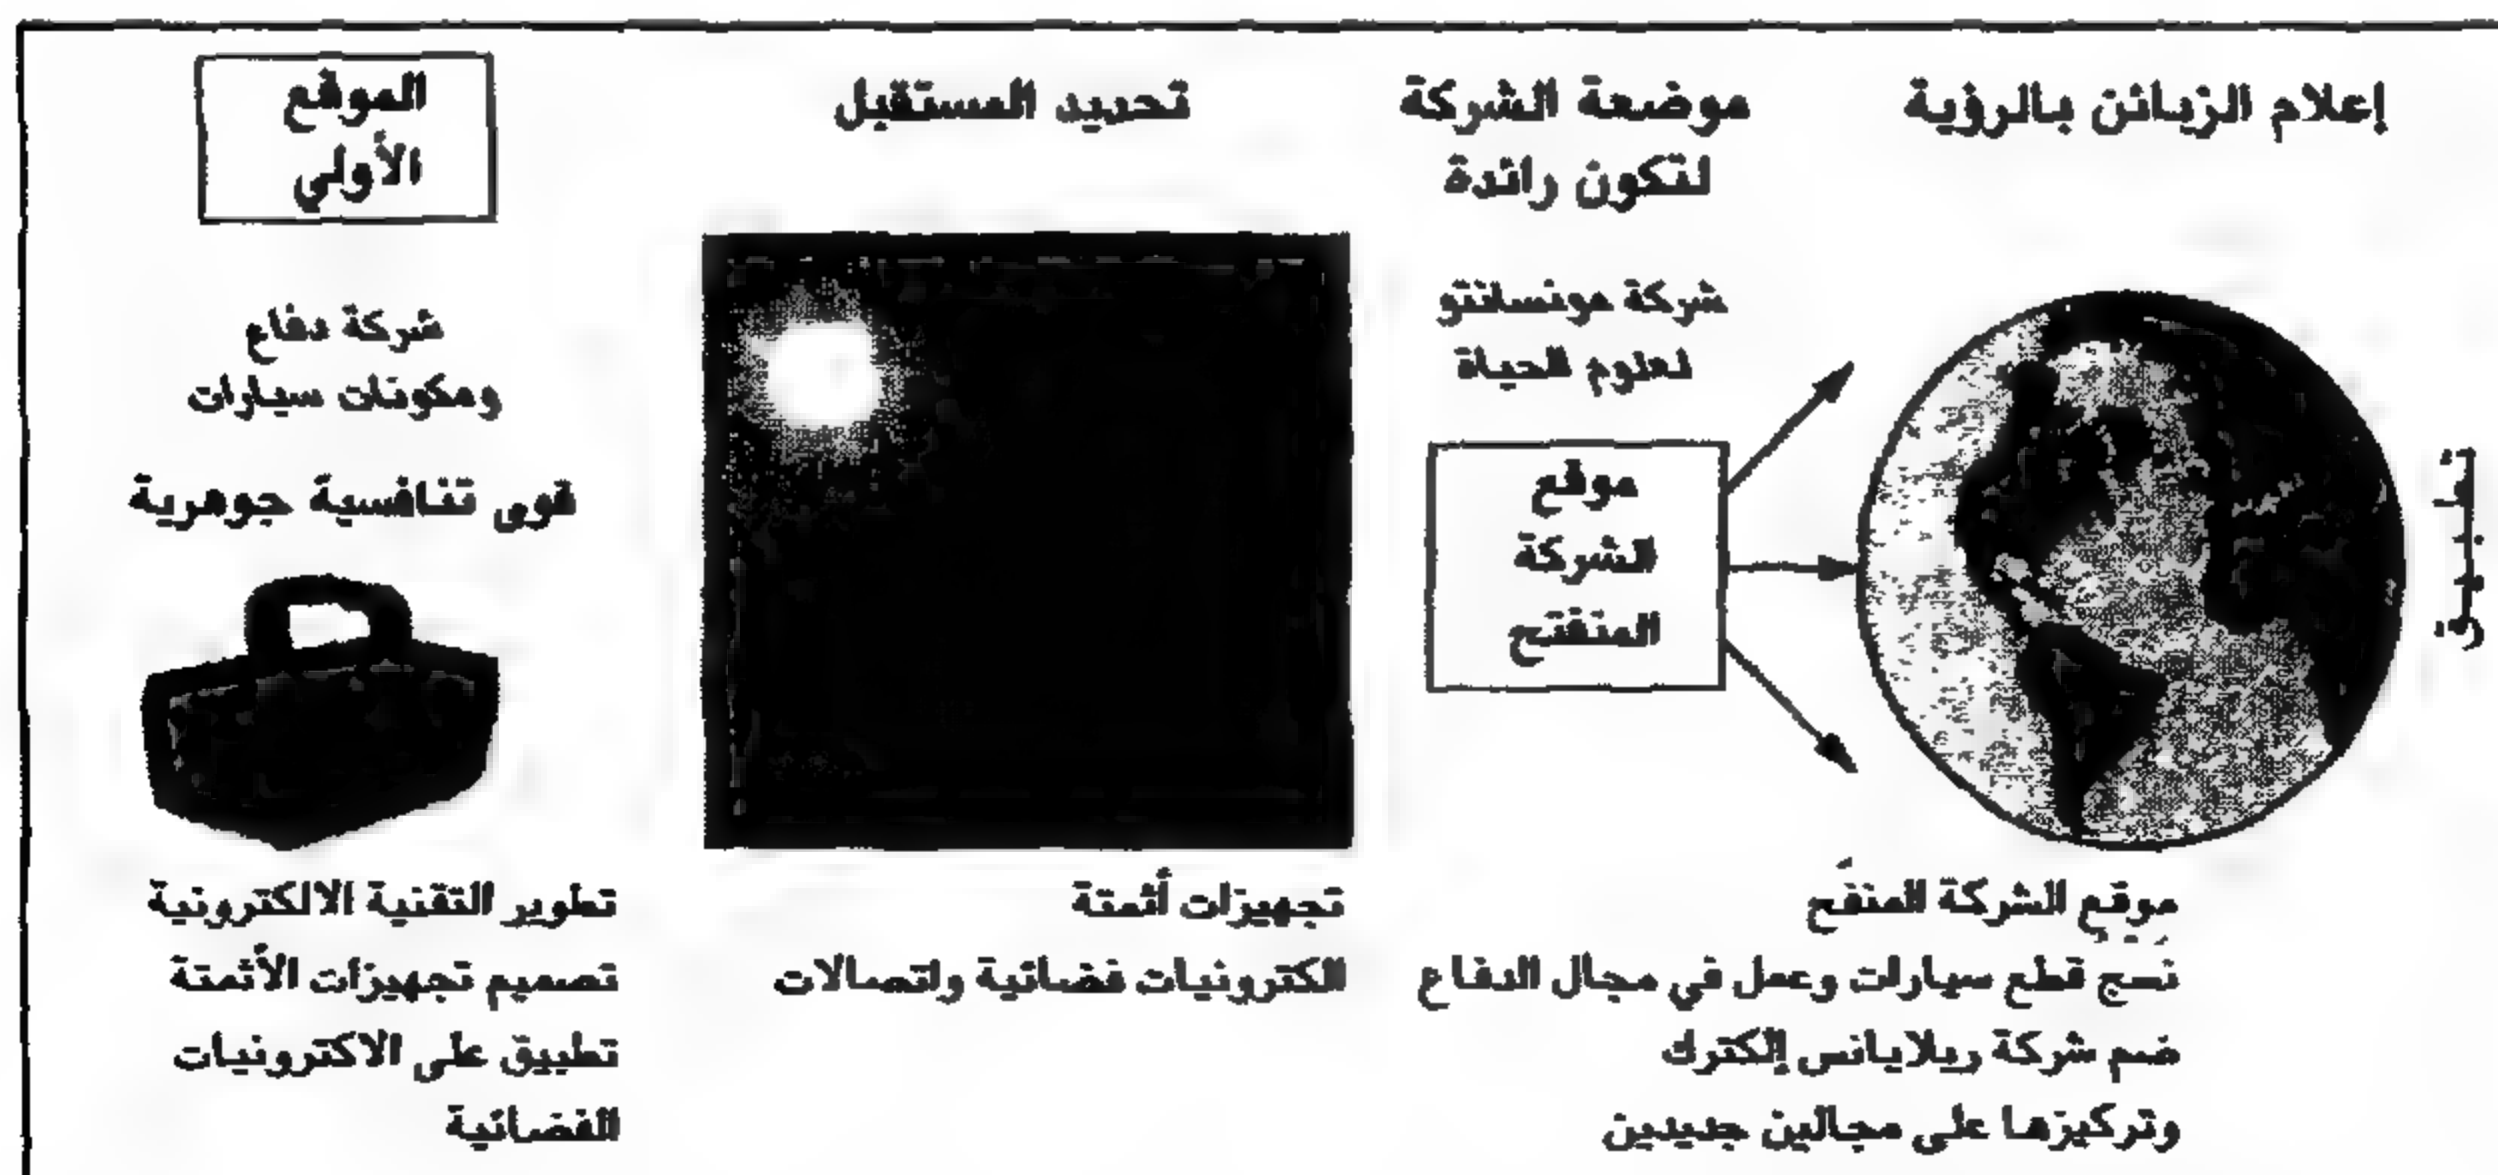 إعلام الزبائن بالرؤية
موضعة الشركة
لتكون رائدة
تحديد المستقبل
الموقع
الأولي
شركة مونسانتو
لعلوم الحياة
موقع
الشركة
المنفتح
شركة دفاع
ومكونات سيارات
قوى تنافسية جوهرية
موقع الشركة المنفتح
قطع سيارات وعمل في مجال الدفاع
ضم شركة ريلايانس إلكترك
وتركيزها على مجالين جديدين
تجهيزات أتمتة
الكترونيات فضائية واتصالات
تطوير التقنية الالكترونية
تصميم تجهيزات الأتمتة
تطبيق على الاكترونيات
الفضائية